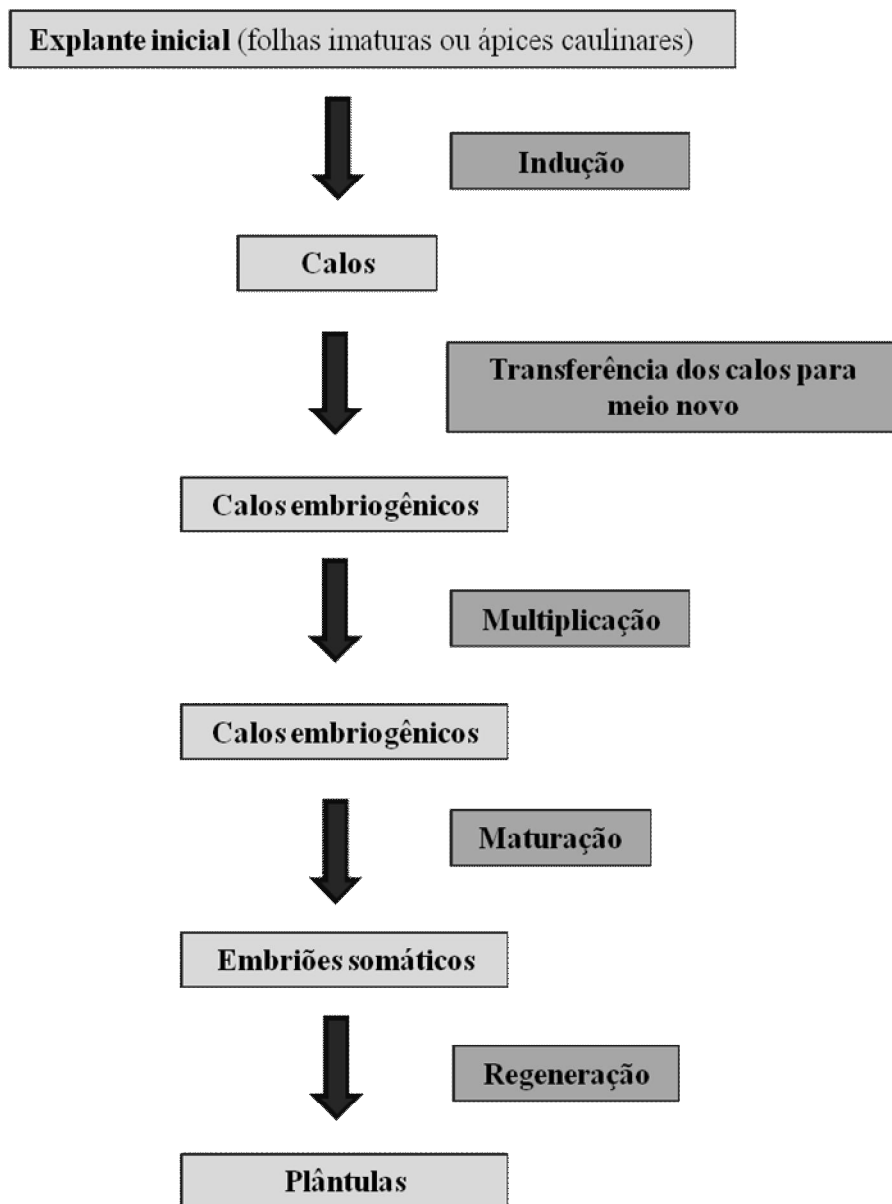 Explante inicial (folhas imaturas ou ápices caulinares)
Indução
Calos
Transferência dos calos para
meio novo
Calos embriogênicos
Multiplicação
Calos embriogênicos
Maturação
Embriões somáticos
Regeneração
Plântulas